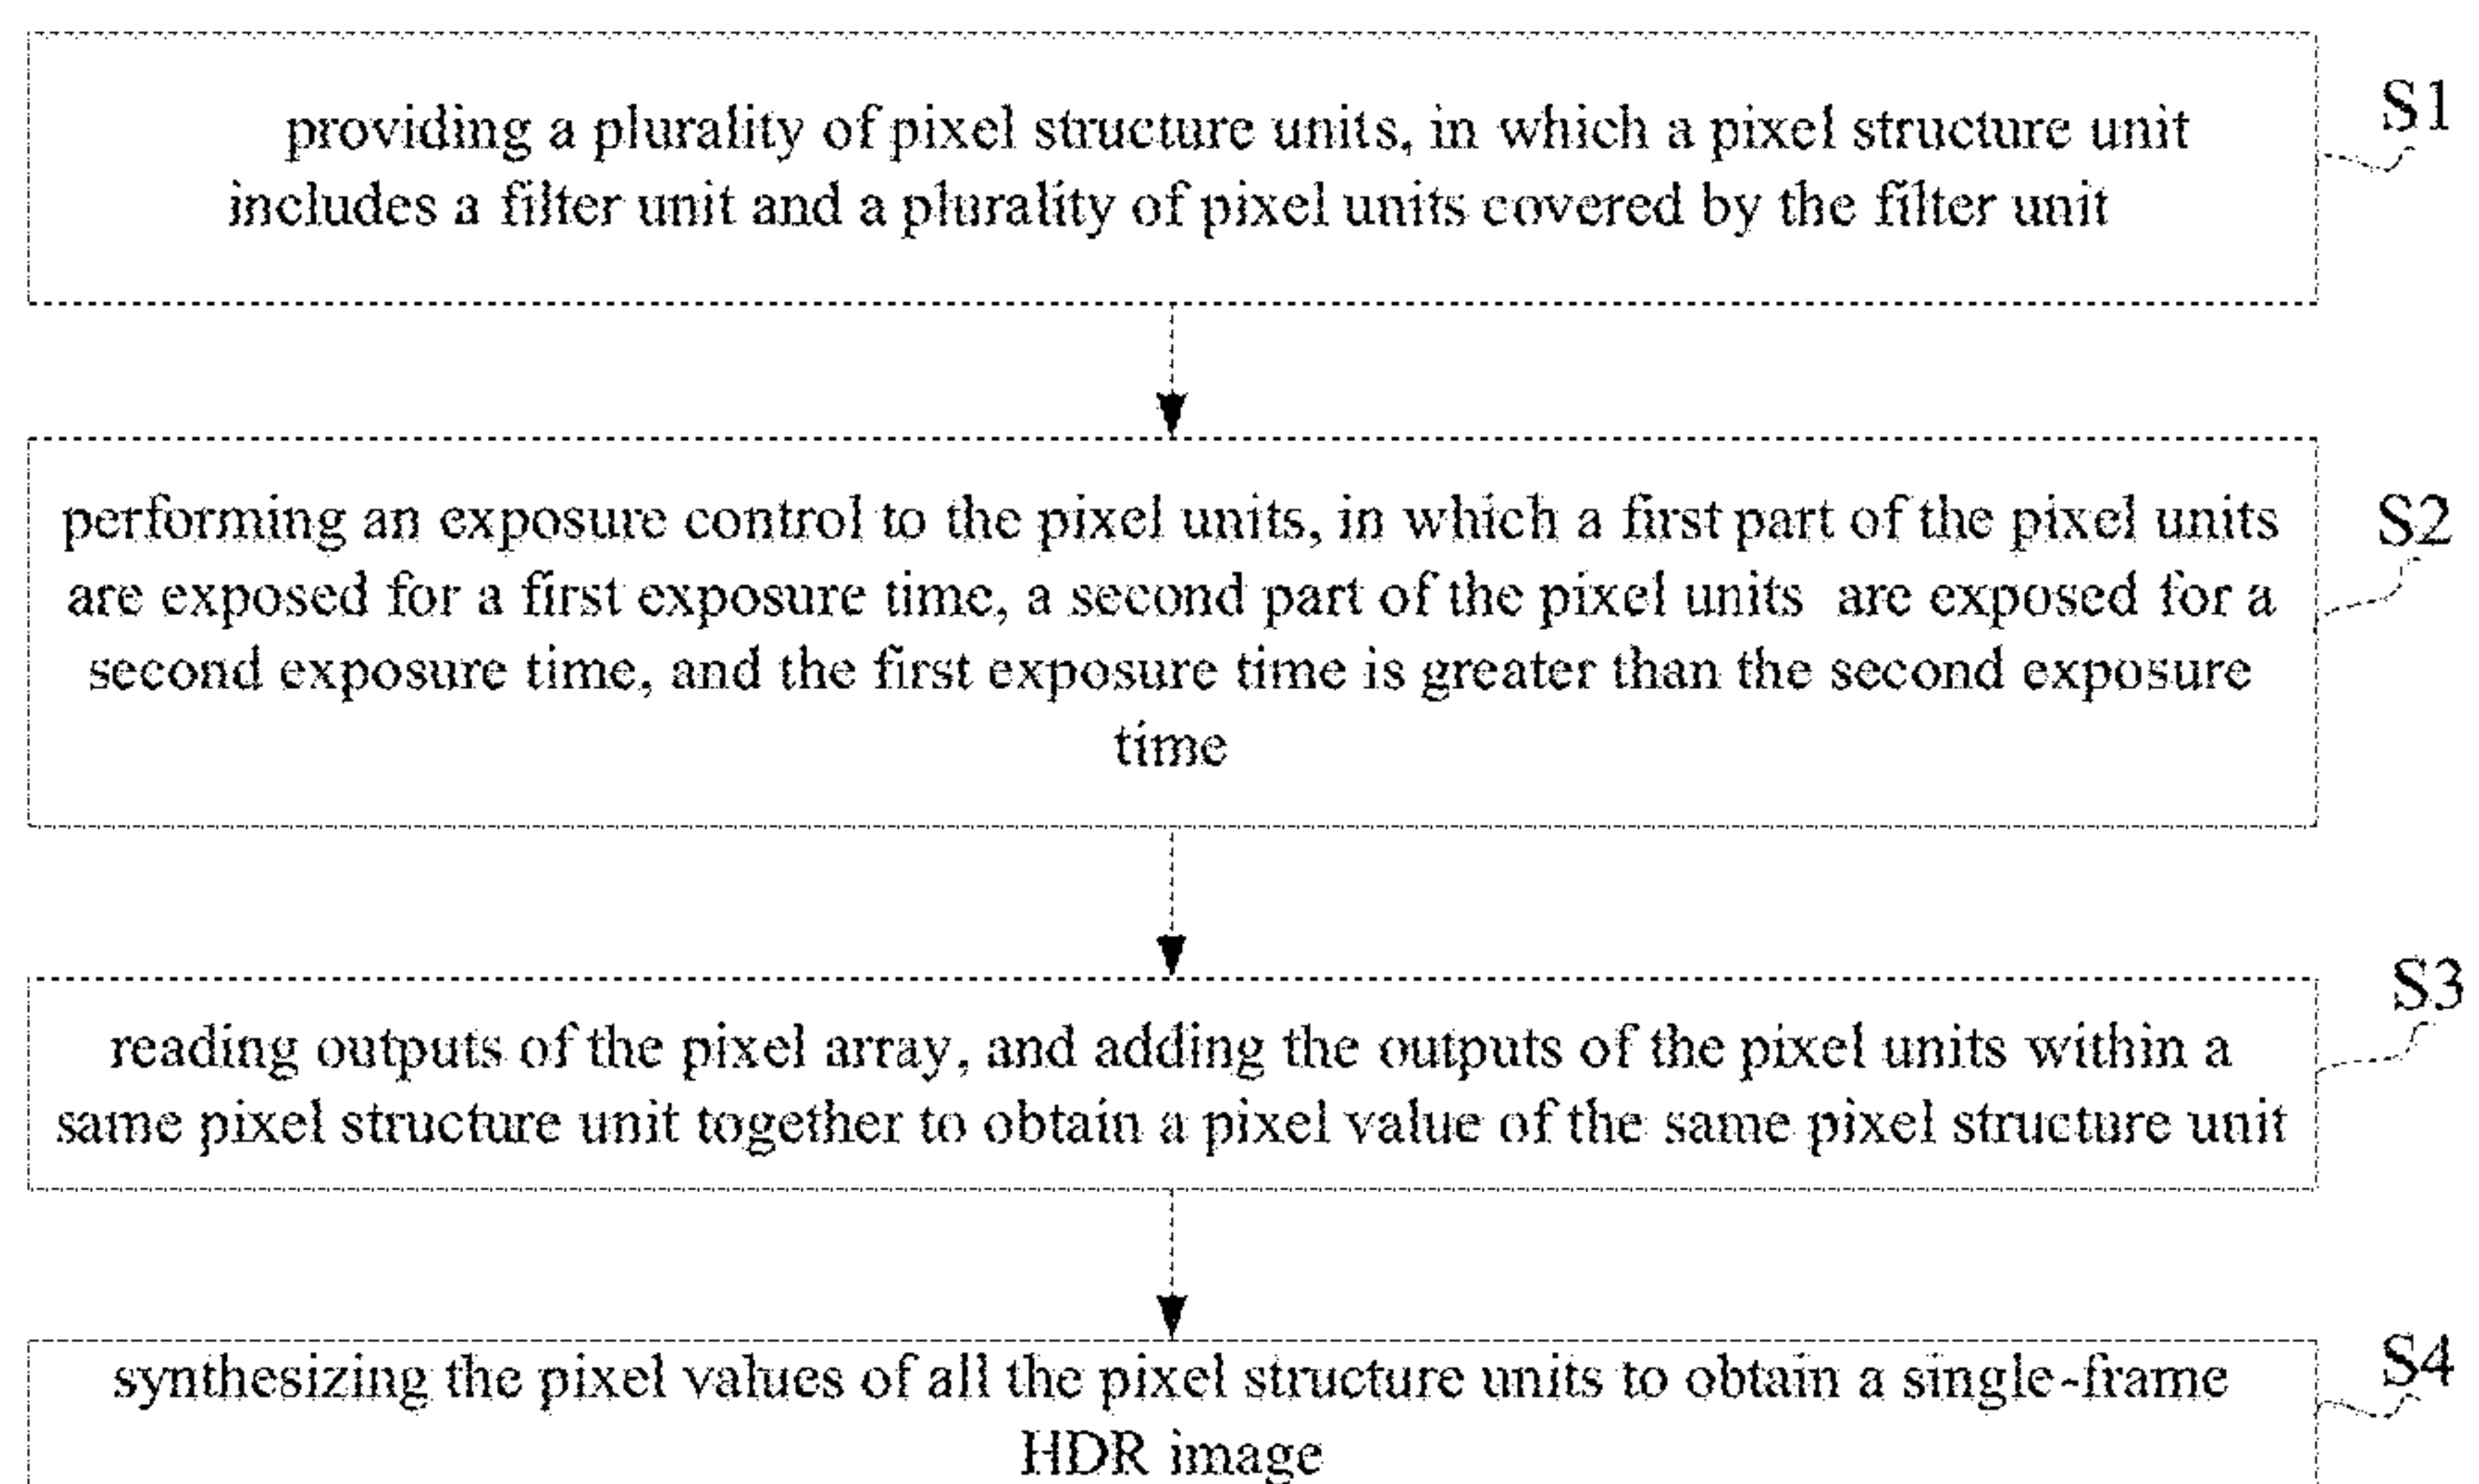 providing a plurality of pixel structure units, in which a pixel structure unit
includes a filter unit and a plurality of pixel units covered by the filter unit
S1
performing an exposure control to the pixel units, in which a first part of the pixel units
are exposed for a first exposure time, a second part of the pixel units are exposed for a
second exposure time, and the first exposure time is greater than the second exposure
time
S2
reading outputs of the pixel array, and adding the outputs of the pixel units within a
same pixel structure unit together to obtain a pixel value of the same pixel structure unit
S3
synthesizing the pixel values of all the pixel structure units to obtain a single-frame
HDR image
S4